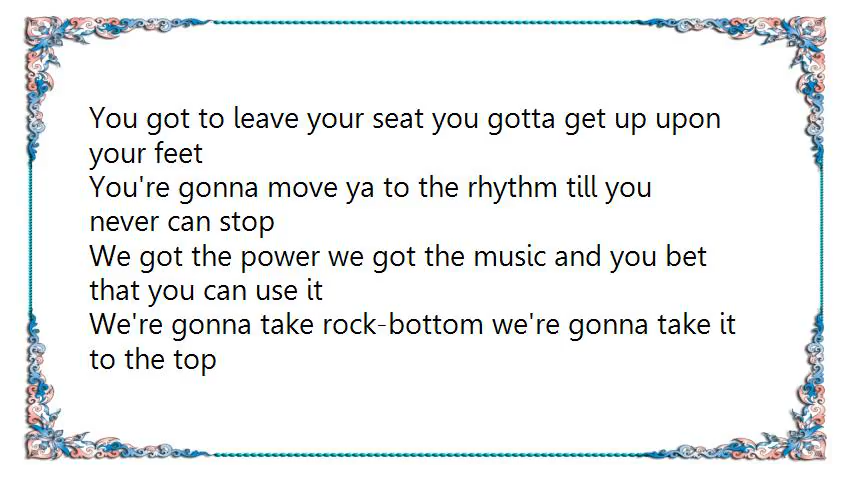 You got to leave your seat you gotta get up upon
your feet
You're gonna move ya to the rhythm till you
never can stop
We got the power we got the music and you bet
that you can use it
We're gonna take rock-bottom we're gonna take it
to the top